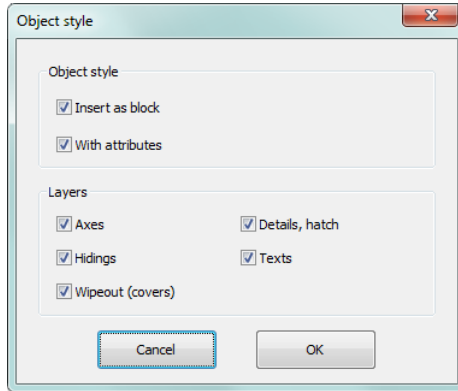 Object style
Object style
Insert as block
With attributes
Layers
Axes
Details, hatch
Hidings
Texts
Wipeout (covers)
Cancel
OK